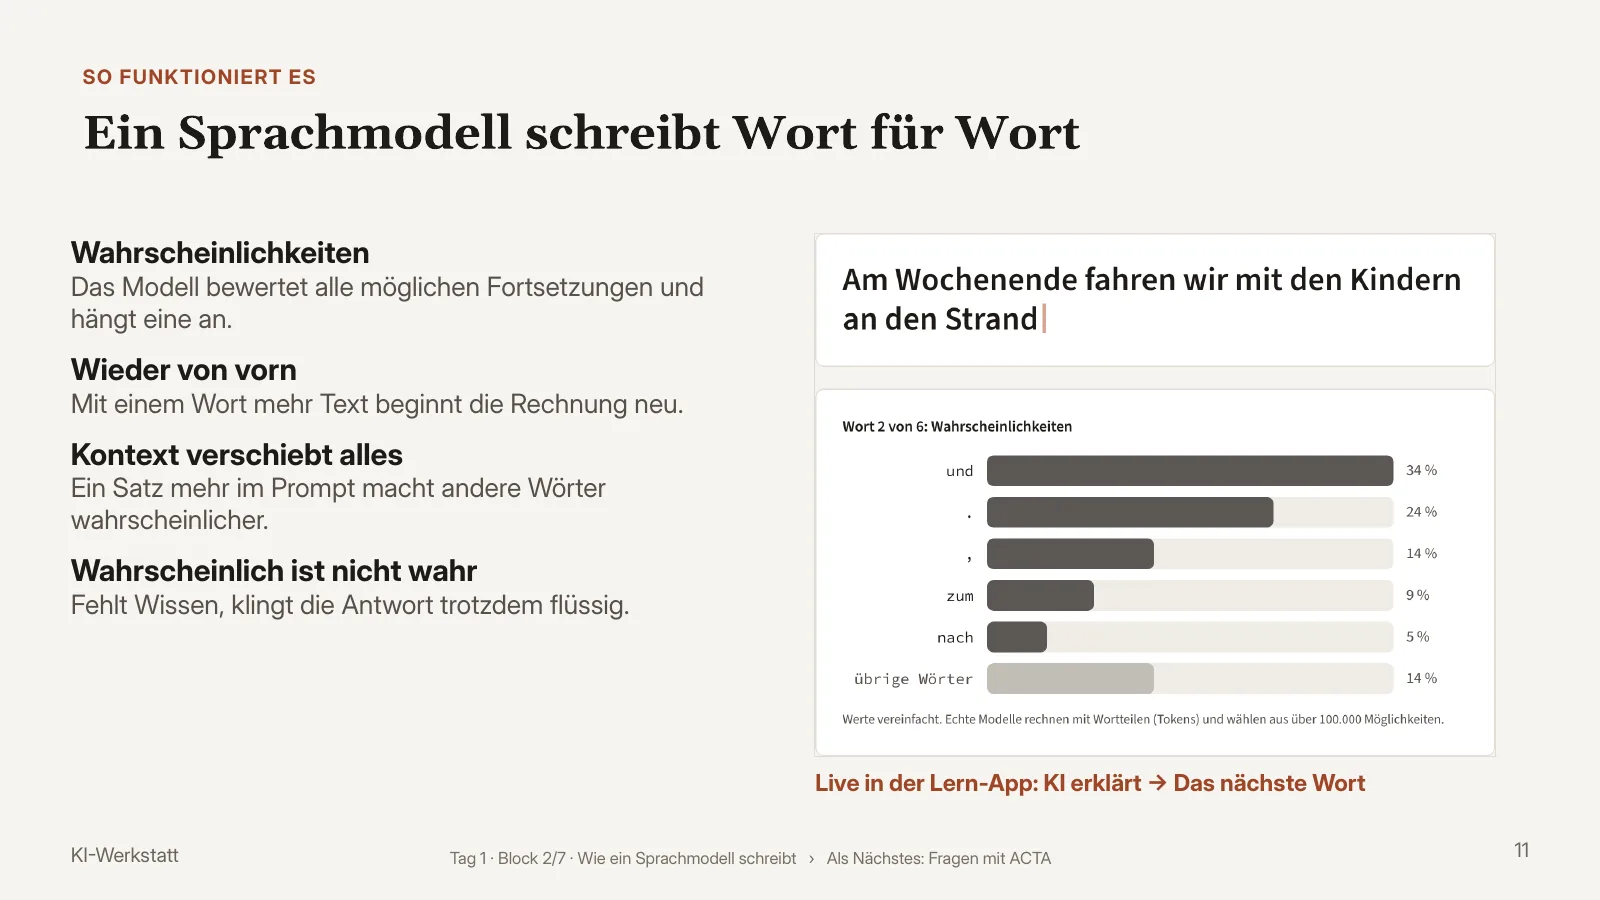 SO FUNKTIONIERT ES
Ein Sprachmodell schreibt Wort für Wort
Wahrscheinlichkeiten
Das Modell bewertet alle möglichen Fortsetzungen und
hängt eine an.
Wieder von vorn
Mit einem Wort mehr Text beginnt die Rechnung neu.
Kontext verschiebt alles
Ein Satz mehr im Prompt macht andere Wörter
wahrscheinlicher.
Wahrscheinlich ist nicht wahr
Fehlt Wissen, klingt die Antwort trotzdem flüssig.
Am Wochenende fahren wir mit den Kindern
an den Strand
Wort 2 von 6: Wahrscheinlichkeiten
und 34 %
. 24 %
, 14 %
zum 9 %
nach 5 %
übrige Wörter 14 %
Werte vereinfacht. Echte Modelle rechnen mit Wortteilen (Tokens) und wählen aus über 100.000 Möglichkeiten.
Live in der Lern-App: KI erklärt → Das nächste Wort
KI-Werkstatt
Tag 1 · Block 2/7 · Wie ein Sprachmodell schreibt › Als Nächstes: Fragen mit ACTA
11